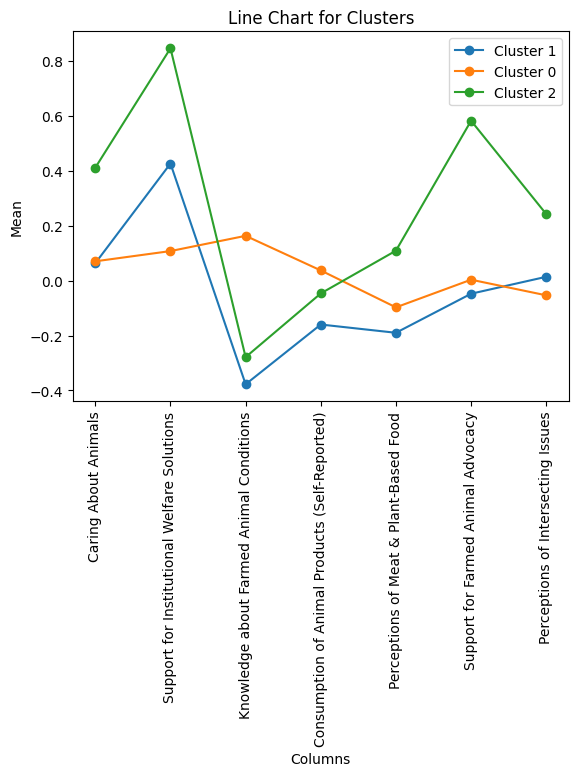 Line Chart for Clusters
Cluster 1
Cluster 0
Cluster 2
Mean
0.8
0.6
0.4
0.2
0.0
−0.2
−0.4
Caring About Animals
Support for Institutional Welfare Solutions
Knowledge about Farmed Animal Conditions
Consumption of Animal Products (Self-Reported)
Perceptions of Meat & Plant-Based Food
Support for Farmed Animal Advocacy
Perceptions of Intersecting Issues
Columns